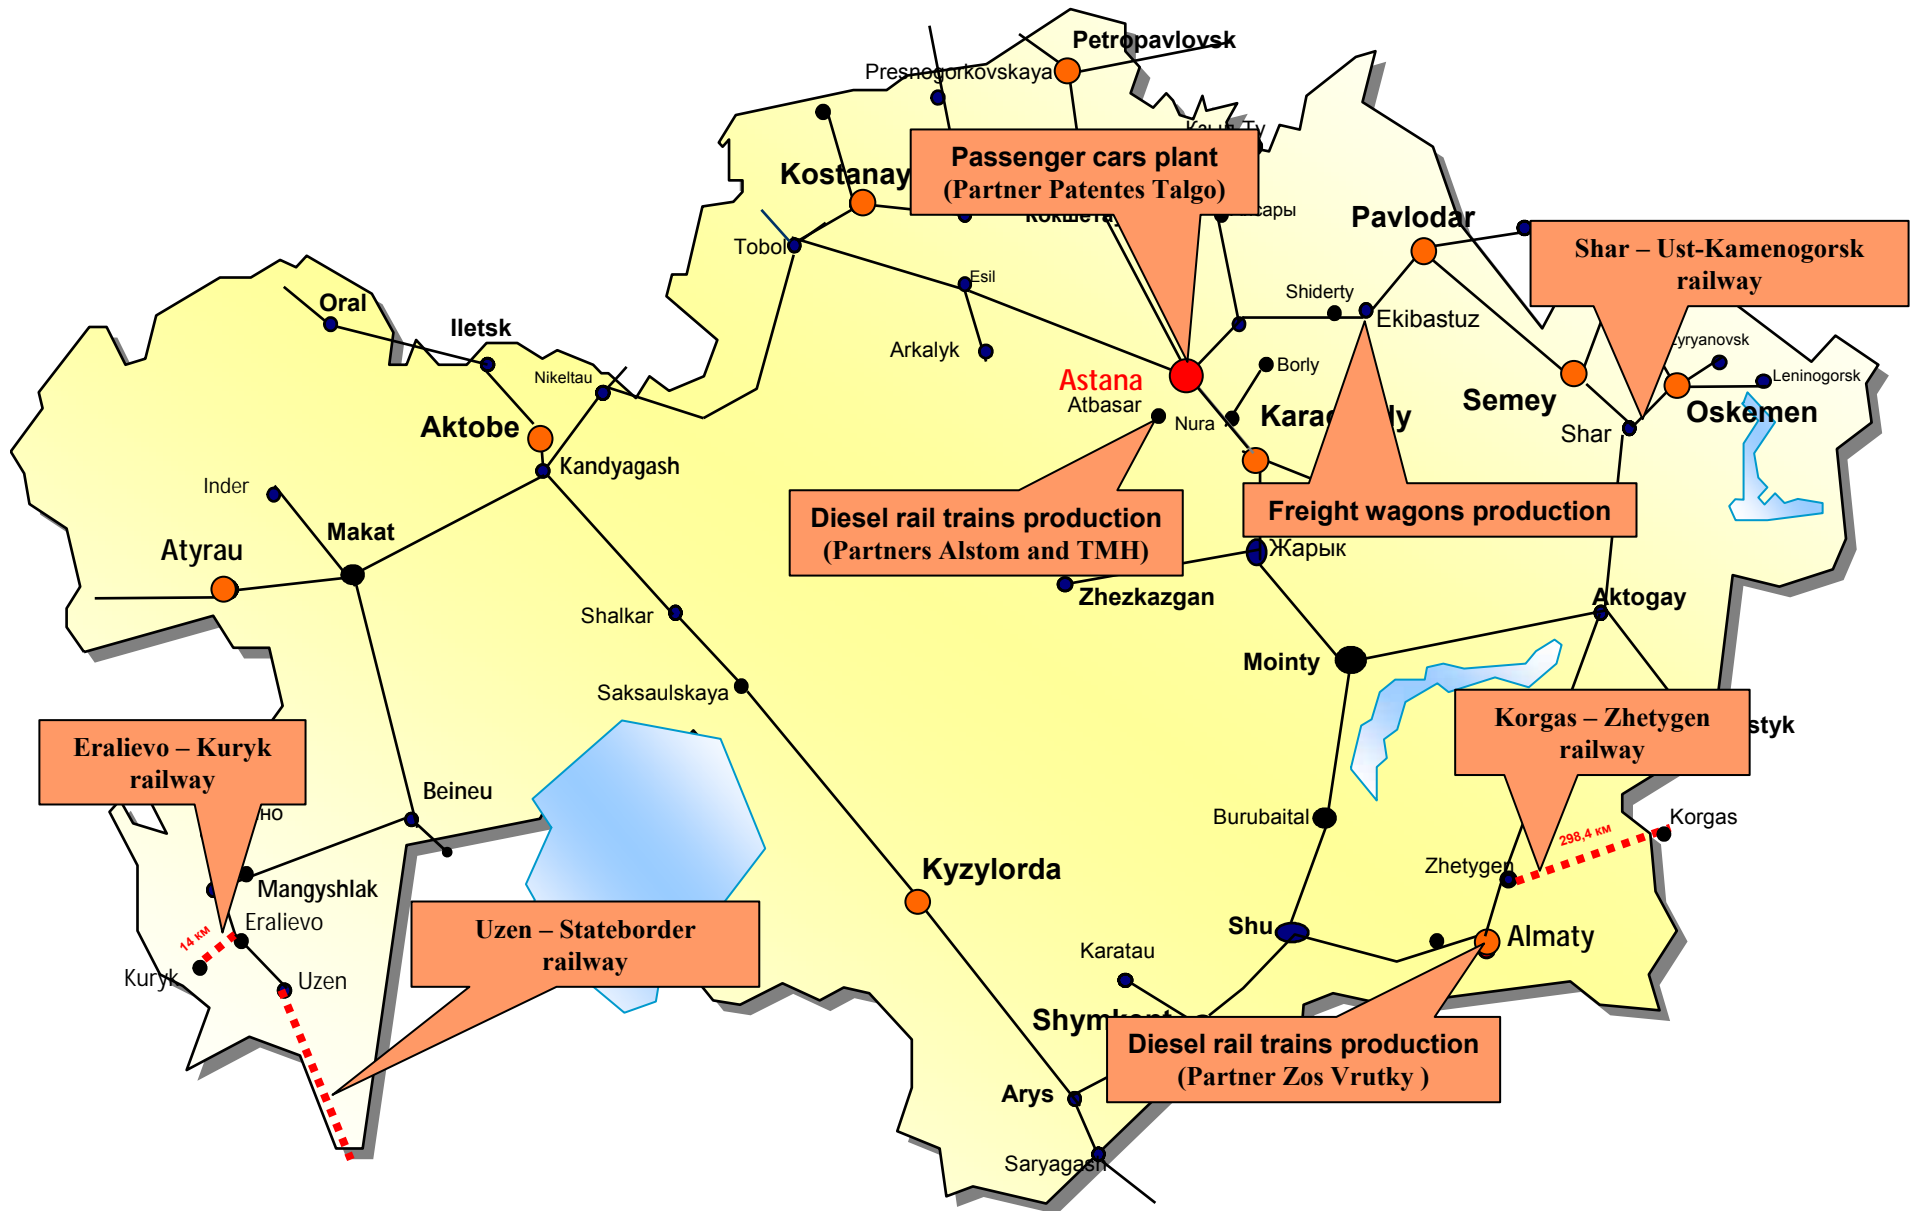 Petropavlovsk
Presnogorkovskaya
Passenger cars plant
(Partner Patentes Talgo)
Kostanay
Pavlodar
Shar – Ust-Kamenogorsk
railway
Tobol
Esil
Shiderty
Ekibastuz
Oral
Iletsk
Arkalyk
Borly
Nikeltau
Astana
Atbasar
Nura
Semey
Leninogorsk
Oskemen
Shar
Aktobe
Kandyagash
Inder
Makat
Atyrau
Diesel rail trains production
(Partners Alstom and TMH)
Freight wagons production
Жарык
Zhezkazgan
Aktogay
Shalkar
Mointy
Saksaulskaya
Korgas – Zhetygen
railway
styk
Eralievo – Kuryk
railway
Beineu
Burubaital
Korgas
298,4 км
Zhetygen
Kyzylorda
Mangyshlak
Eralievo
14 км
Kuryk
Uzen
Uzen – Stateborder
railway
Shu
Almaty
Karatau
Diesel rail trains production
(Partner Zos Vrutky )
Arys
Saryagash